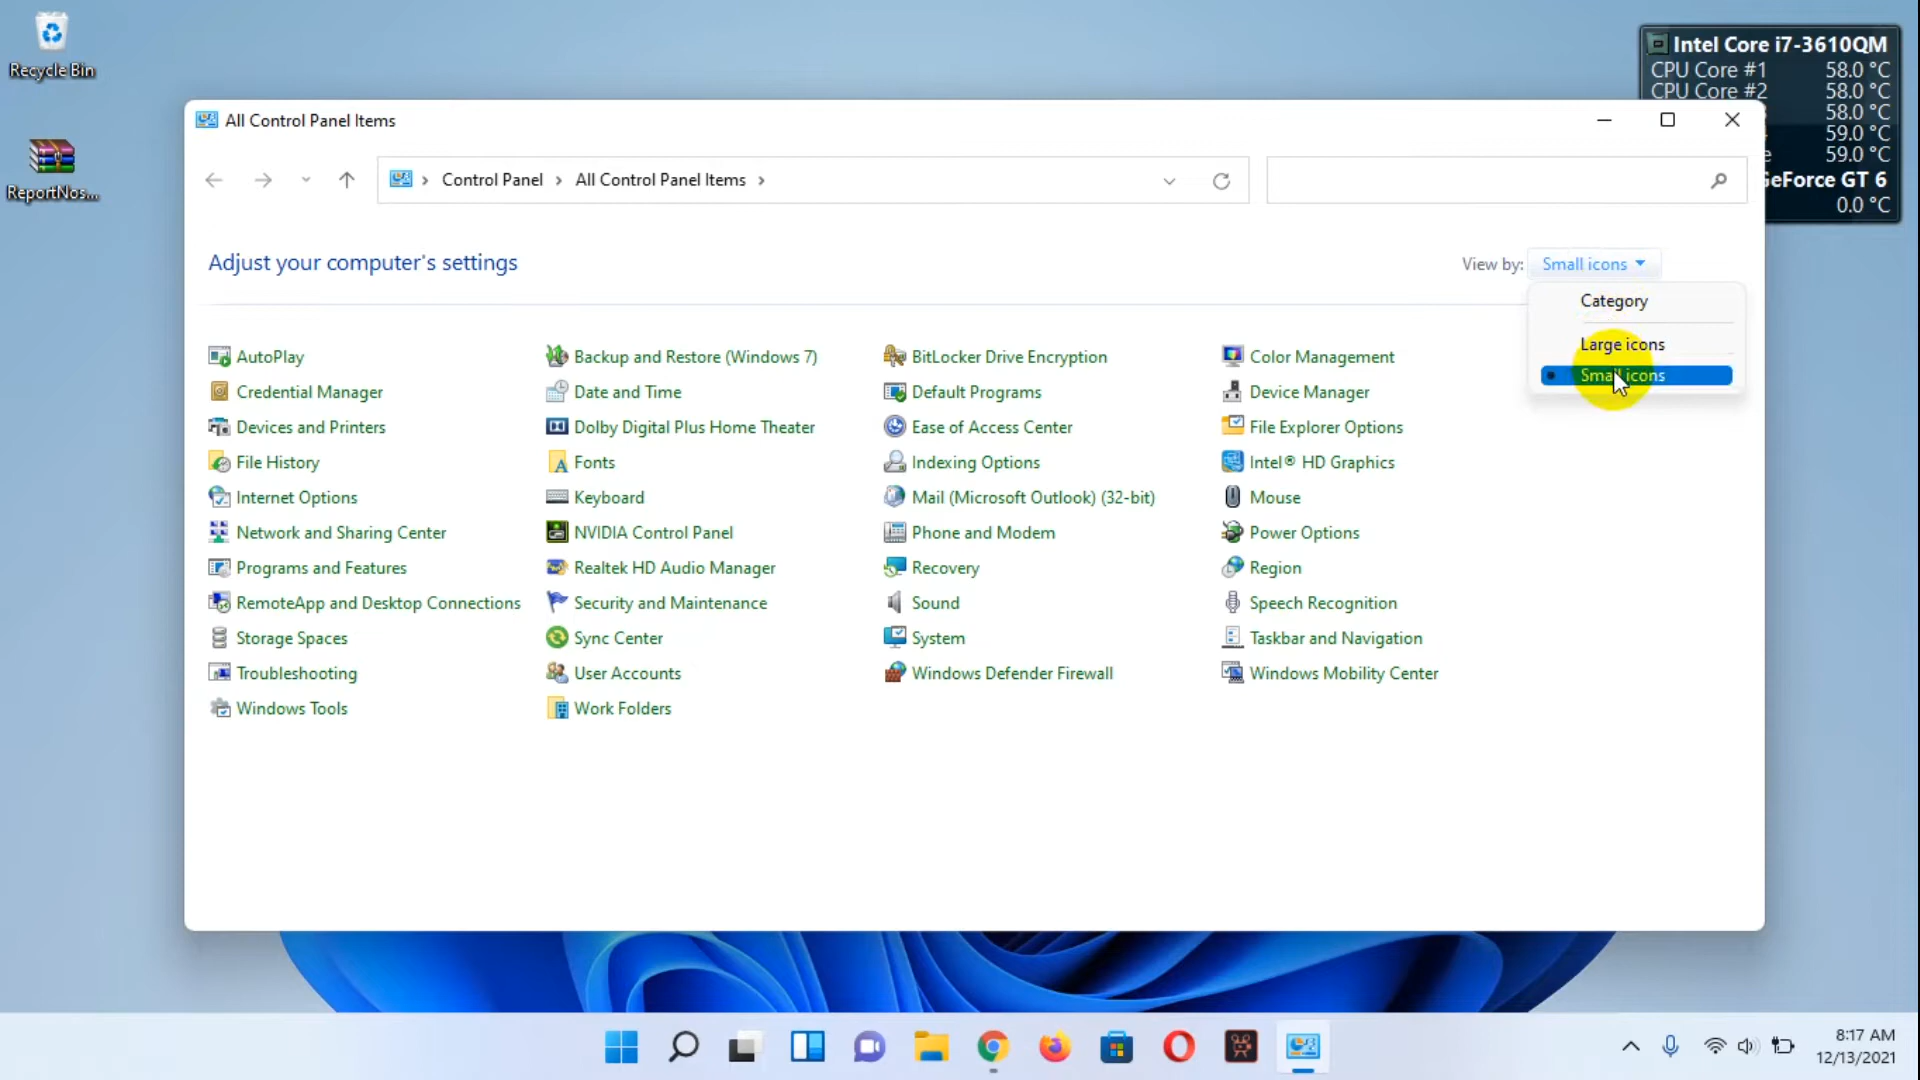 Recycle Bin
ReportNos...
Intel Core i7-3610QM
CPU Core #1 58.0 °C
CPU Core #2 58.0 °C
58.0 °C
59.0 °C
59.0 °C
GeForce GT 6
0.0 °C
All Control Panel Items
Control Panel > All Control Panel Items >
Adjust your computer's settings
View by: Small icons
Category
Large icons
Small icons
AutoPlay
Backup and Restore (Windows 7)
BitLocker Drive Encryption
Color Management
Credential Manager
Date and Time
Default Programs
Device Manager
Devices and Printers
Dolby Digital Plus Home Theater
Ease of Access Center
File Explorer Options
File History
Fonts
Indexing Options
Intel® HD Graphics
Internet Options
Keyboard
Mail (Microsoft Outlook) (32-bit)
Mouse
Network and Sharing Center
NVIDIA Control Panel
Phone and Modem
Power Options
Programs and Features
Realtek HD Audio Manager
Recovery
Region
RemoteApp and Desktop Connections
Security and Maintenance
Sound
Speech Recognition
Storage Spaces
Sync Center
System
Taskbar and Navigation
Troubleshooting
User Accounts
Windows Defender Firewall
Windows Mobility Center
Windows Tools
Work Folders
8:17 AM
12/13/2021